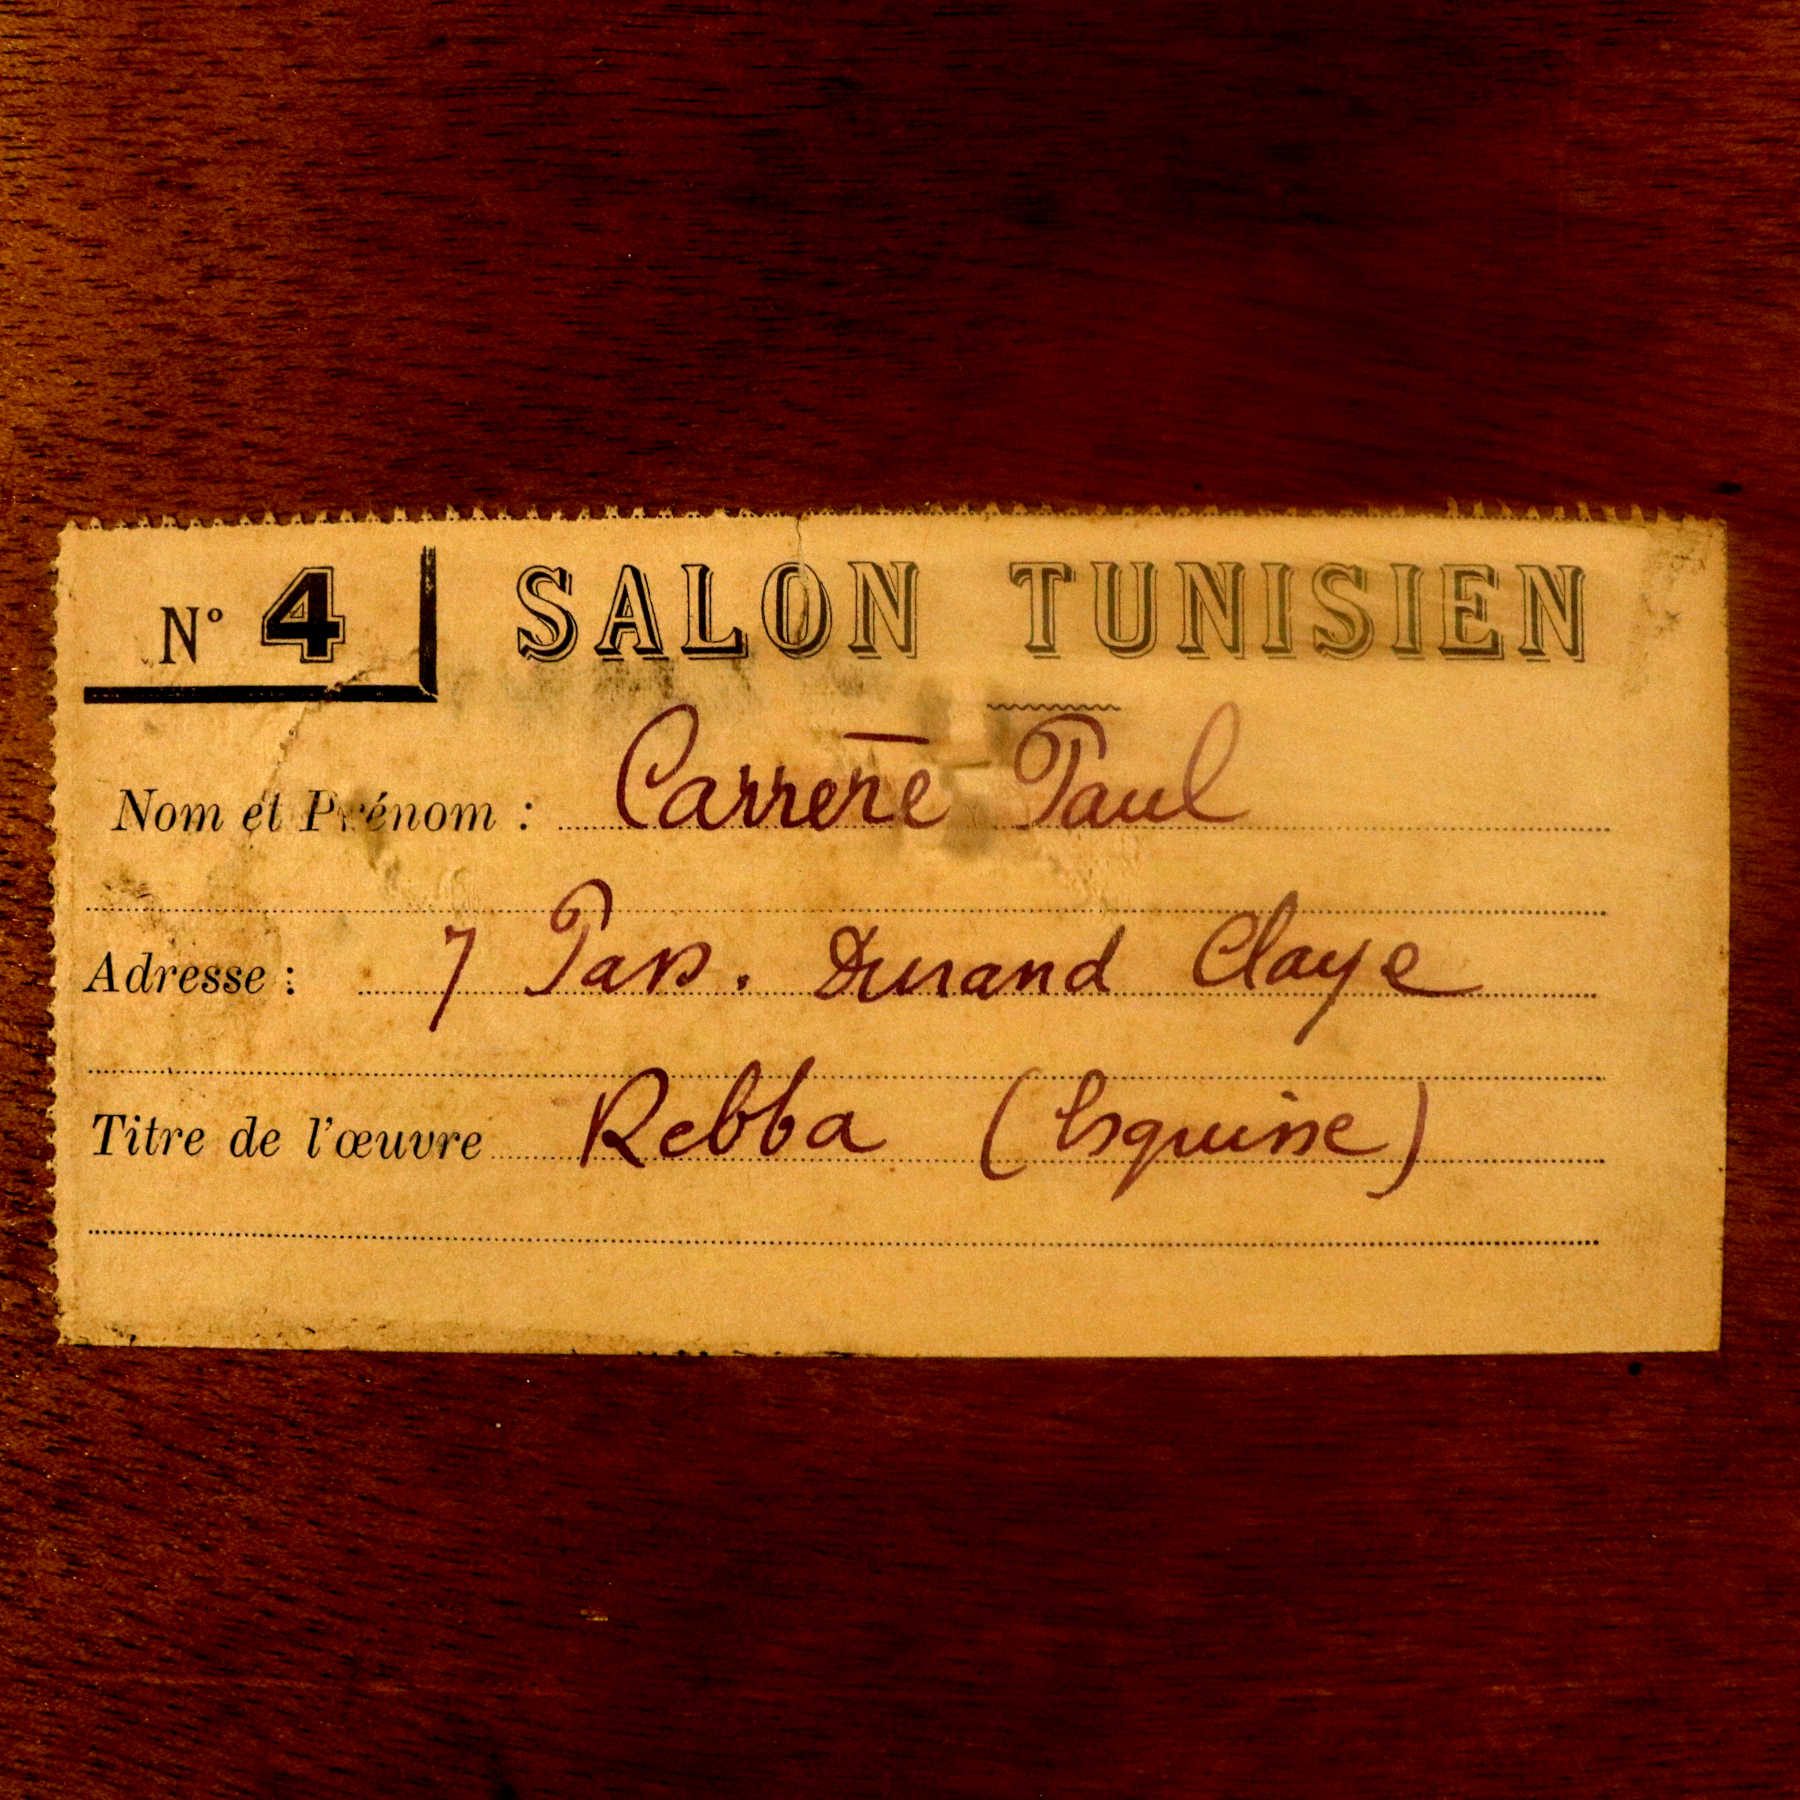 N° 4
SALON TUNISIEN
Nom et Prénom : Carrère Paul
Adresse : 7 Pass. Durand Claye
Titre de l'œuvre Rebba (Esquisse)